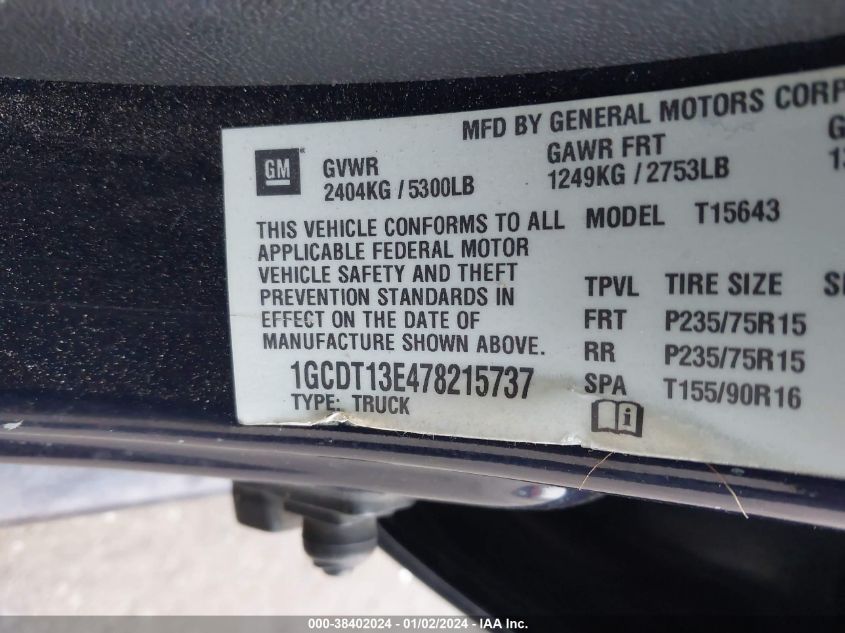 MFD BY GENERAL MOTORS CORP
GM
GVWR
2404KG / 5300LB
GAWR FRT
1249KG / 2753LB
THIS VEHICLE CONFORMS TO ALL
APPLICABLE FEDERAL MOTOR
VEHICLE SAFETY AND THEFT
PREVENTION STANDARDS IN
EFFECT ON THE DATE OF
MANUFACTURE SHOWN ABOVE.
1GCDT13E478215737
TYPE: TRUCK
MODEL T15643
TPVL TIRE SIZE
FRT P235/75R15
RR P235/75R15
SPA T155/90R16
000-38402024 - 01/02/2024 - IAAI Inc.